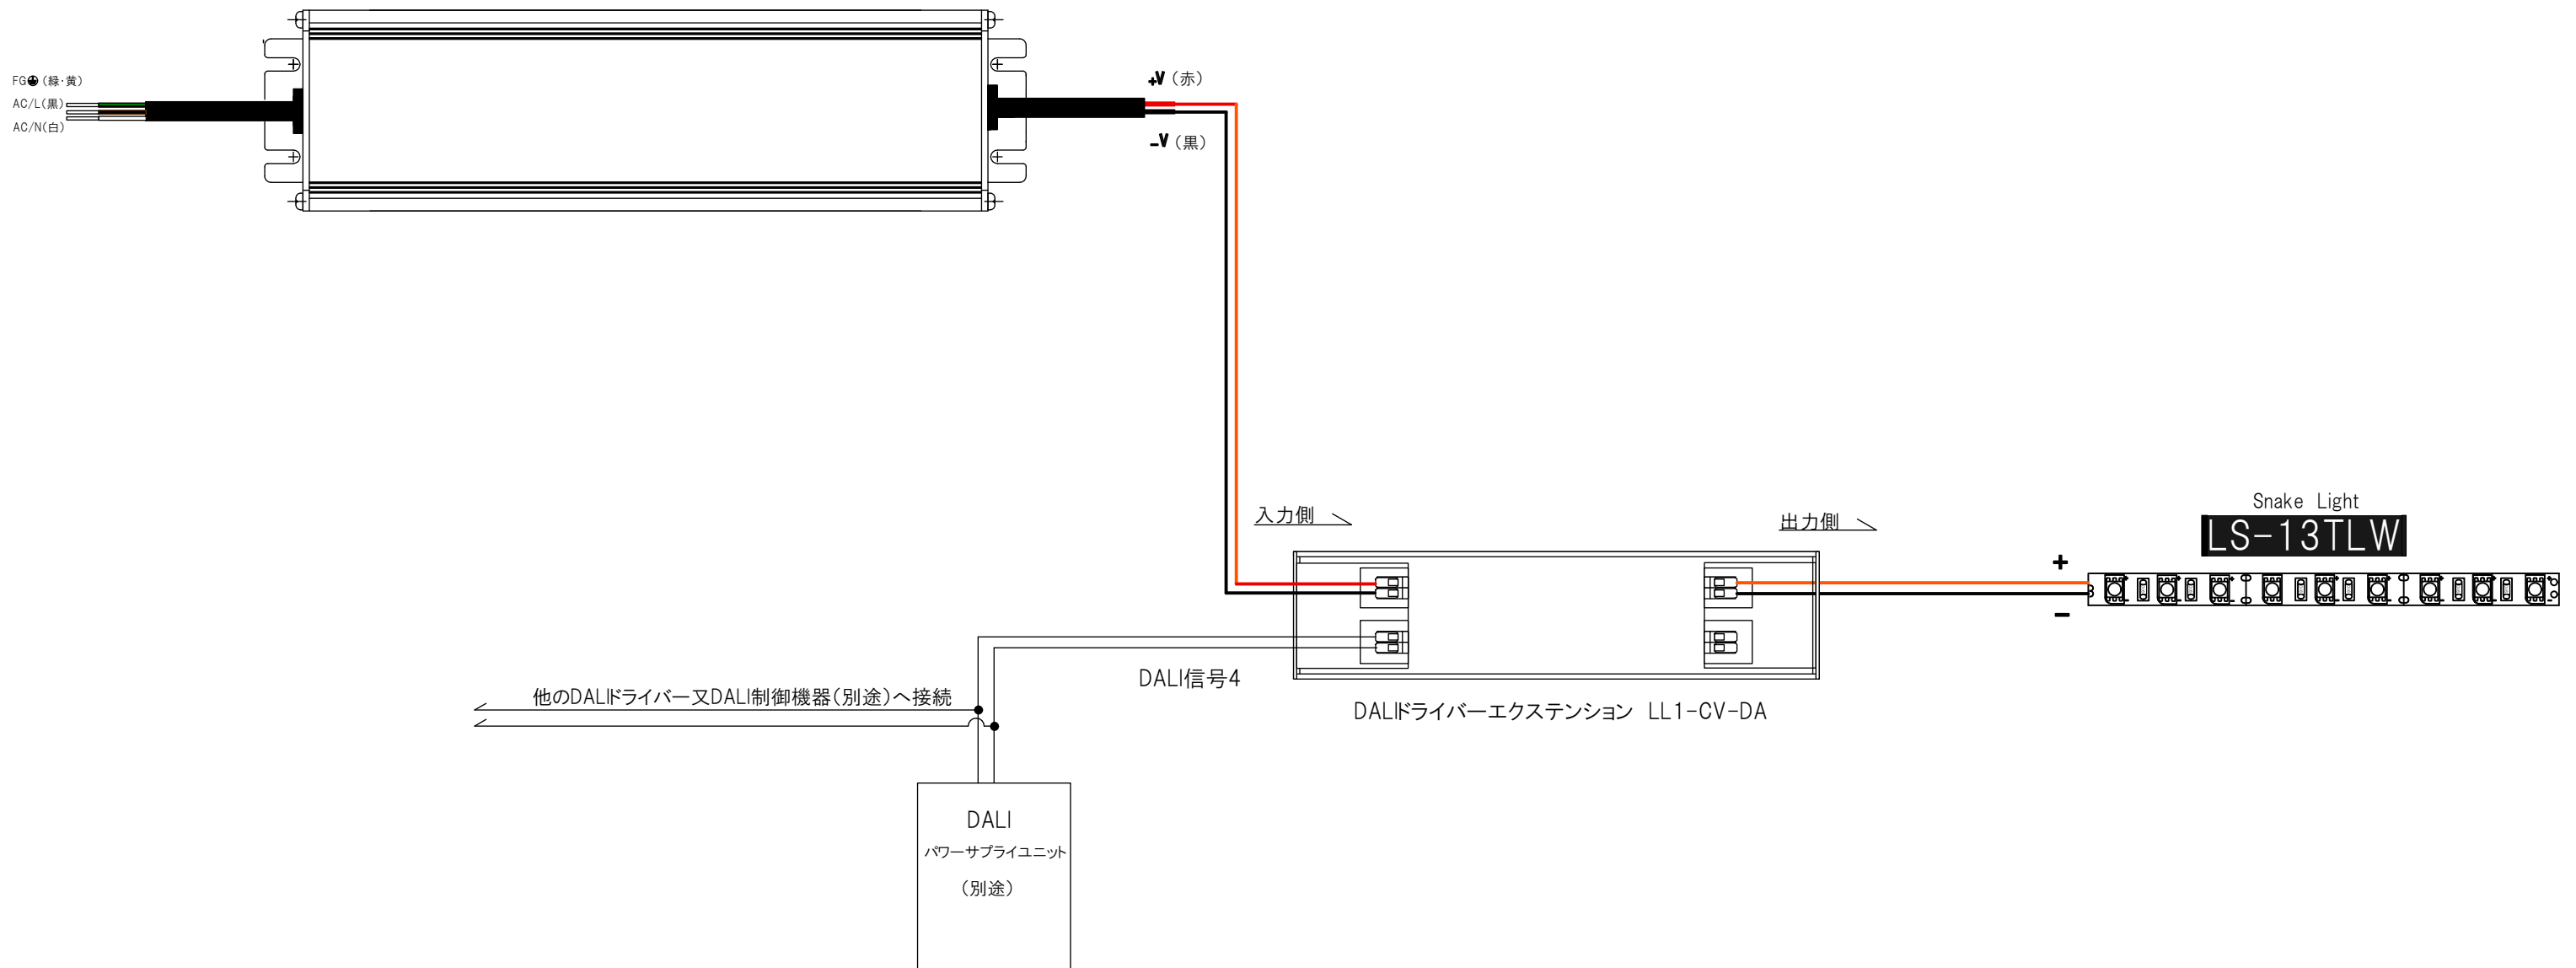 FG (緑・黄)
AC/L(黒)
AC/N(白)
+V (赤)
-V (黒)
入力側
出力側
Snake Light
LS-13TLW
+
-
DALI信号4
他のDALIドライバー又DALI制御機器(別途)へ接続
DALIドライバーエクステンション LL1-CV-DA
DALI
パワーサプライユニット
(別途)